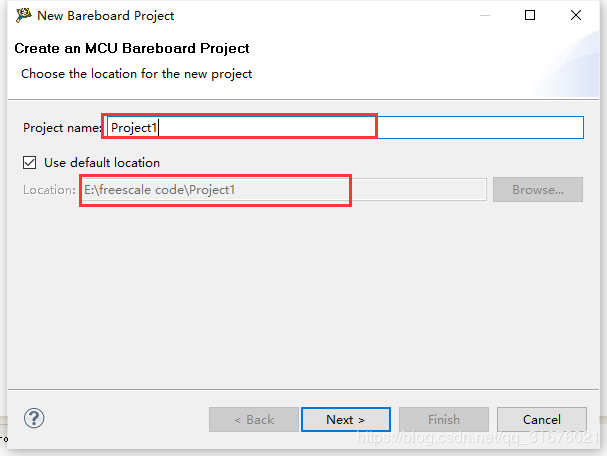 New Bareboard Project
Create an MCU Bareboard Project
Choose the location for the new project
Project name: Project1
Use default location
Location: E:\freescale code\Project1 Browse...
? < Back Next > Finish Cancel
https://blog.csdn.net/qq_31676021